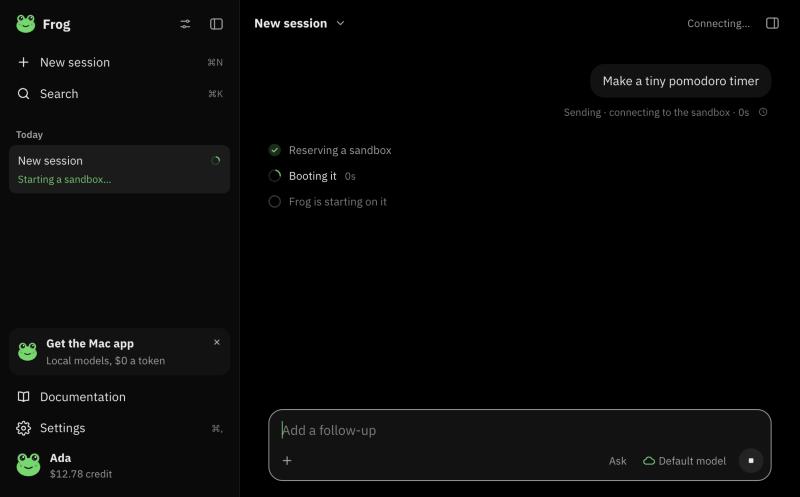 Frog
New session ⌘N
Search ⌘K
Today
New session
Starting a sandbox...
Get the Mac app
Local models, $0 a token
Documentation
Settings ⌘,
Ada
$12.78 credit
New session
Connecting...
Make a tiny pomodoro timer
Sending · connecting to the sandbox · 0s
Reserving a sandbox
Booting it 0s
Frog is starting on it
Add a follow-up
Ask Default model